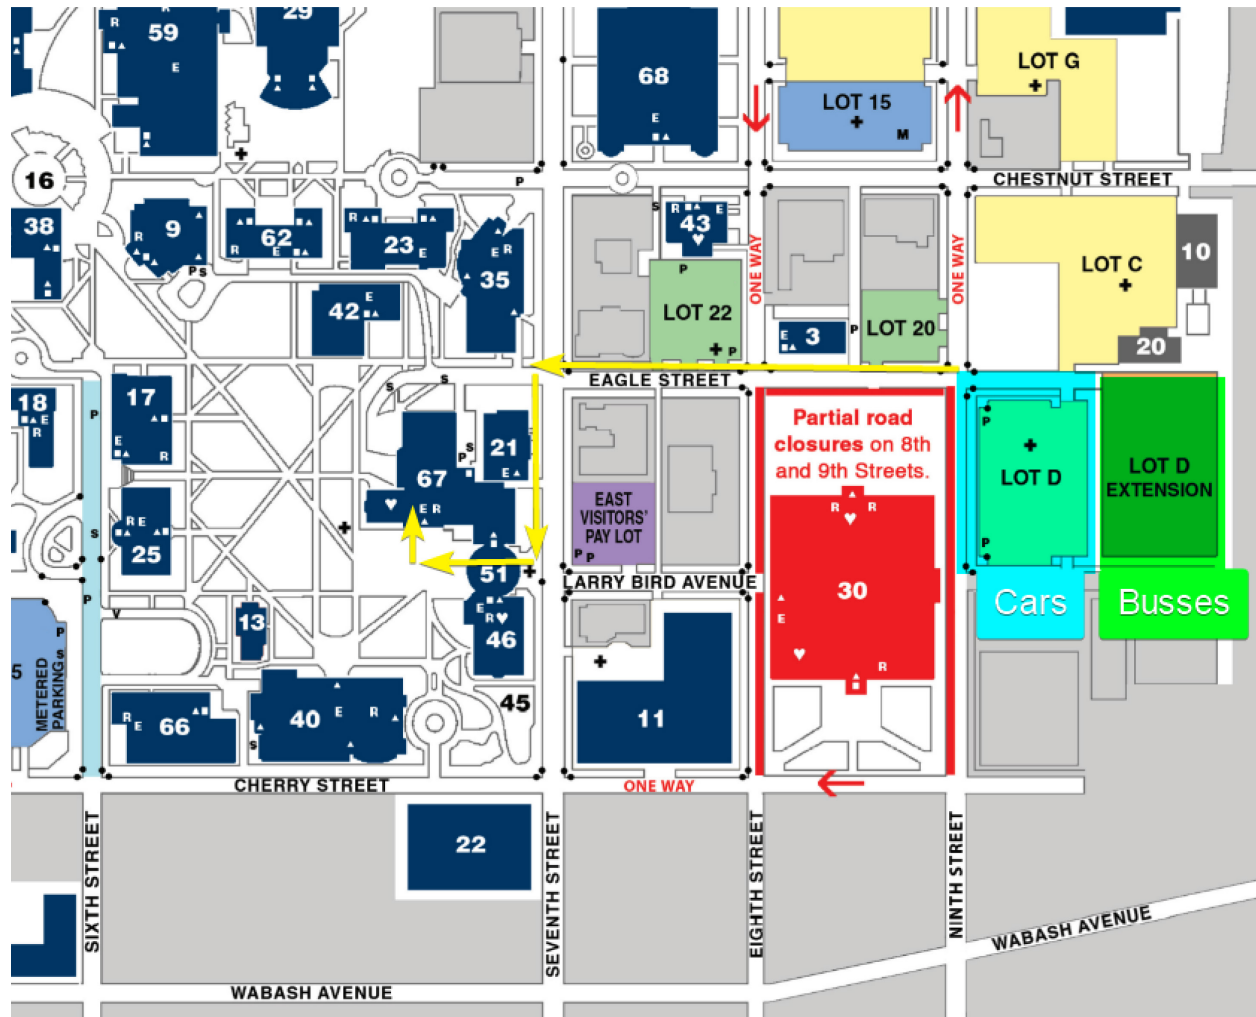 59
29
R
E
68
E
LOT 15
M
LOT G
16
CHESTNUT STREET
P
38
9
R
P S
62
R
E
23
R
E
35
E R
S
43
R
E
P
ONE WAY
ONE WAY
LOT C
10
42
E
LOT 22
P
E
3
P
LOT 20
20
EAGLE STREET
18
E
R
P
17
E
R
S
S
21
E
S
P
67
E R
Partial road
closures on 8th
and 9th Streets.
P
LOT D
P
LOT D
EXTENSION
EAST
VISITORS'
PAY LOT
P P
R
R
25
R E
S
P
51
LARRY BIRD AVENUE
30
E
R
Cars
Busses
V
13
E
R
46
P
S
5
METERED
PARKING
66
R
E
40
E
R
S
45
11
CHERRY STREET
ONE WAY
22
SIXTH STREET
SEVENTH STREET
EIGHTH STREET
NINTH STREET
WABASH AVENUE
WABASH AVENUE